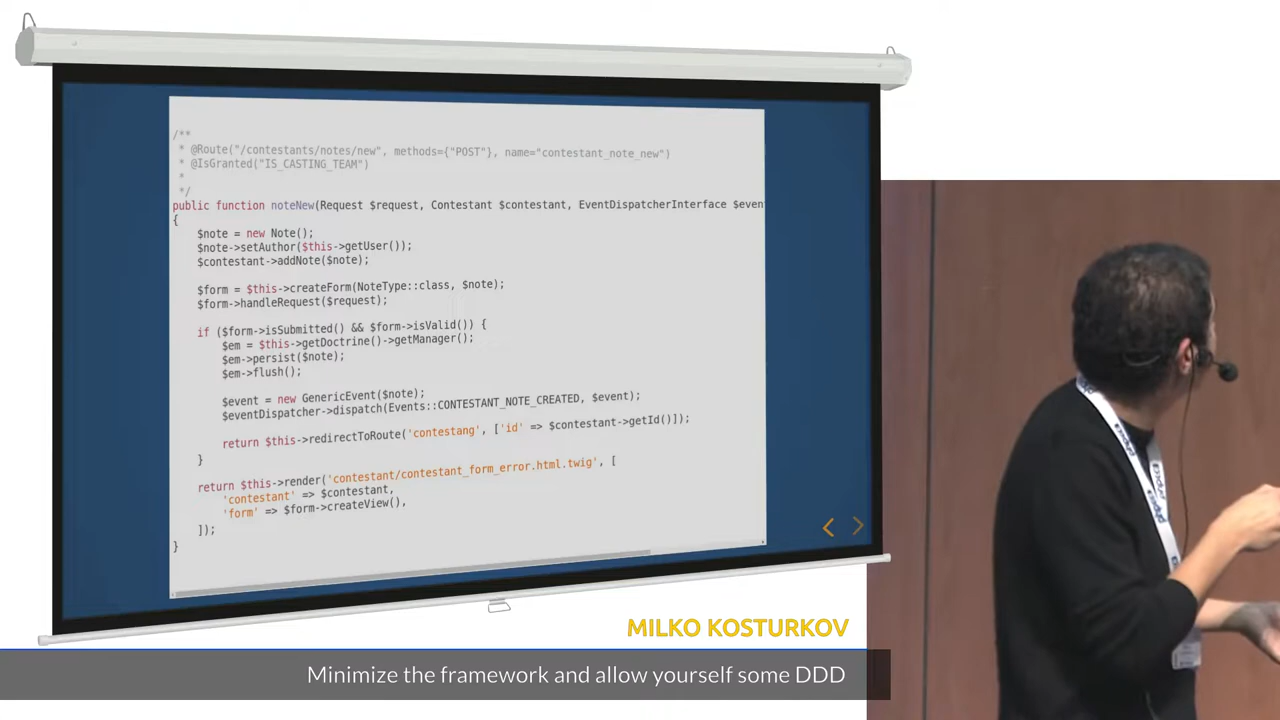 /**
* @Route("/contestants/notes/new", methods={"POST"}, name="contestant_note_new")
* @IsGranted("IS_CASTING_TEAM")
*
*/
public function noteNew(Request $request, Contestant $contestant, EventDispatcherInterface $even
{
$note = new Note();
$note->setAuthor($this->getUser());
$contestant->addNote($note);
$form = $this->createForm(NoteType::class, $note);
$form->handleRequest($request);
if ($form->isSubmitted() && $form->isValid()) {
$em = $this->getDoctrine()->getManager();
$em->persist($note);
$em->flush();
$event = new GenericEvent($note);
$eventDispatcher->dispatch(Events::CONTESTANT_NOTE_CREATED, $event);
return $this->redirectToRoute('contestang', ['id' => $contestant->getId()]);
}
return $this->render('contestant/contestant_form_error.html.twig', [
'contestant' => $contestant,
'form' => $form->createView(),
]);
}
MILKO KOSTURKOV
Minimize the framework and allow yourself some DDD